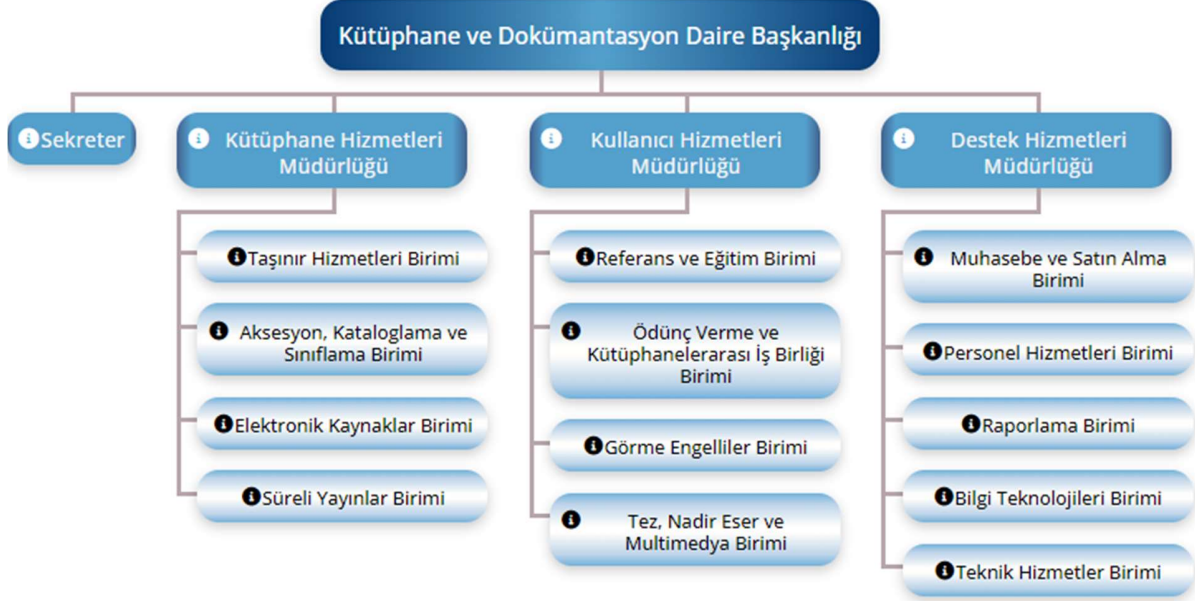 Kütüphane ve Dokümantasyon Daire Başkanlığı
Sekreter
Kütüphane Hizmetleri
Müdürlüğü
Taşınır Hizmetleri Birimi
Aksesyon, Kataloglama ve
Sınıflama Birimi
Elektronik Kaynaklar Birimi
Süreli Yayınlar Birimi
Kullanıcı Hizmetleri
Müdürlüğü
Referans ve Eğitim Birimi
Ödünç Verme ve
Kütüphanelerarası İş Birliği
Birimi
Görme Engelliler Birimi
Tez, Nadir Eser ve
Multimedya Birimi
Destek Hizmetleri
Müdürlüğü
Muhasebe ve Satın Alma
Birimi
Personel Hizmetleri Birimi
Raporlama Birimi
Bilgi Teknolojileri Birimi
Teknik Hizmetler Birimi